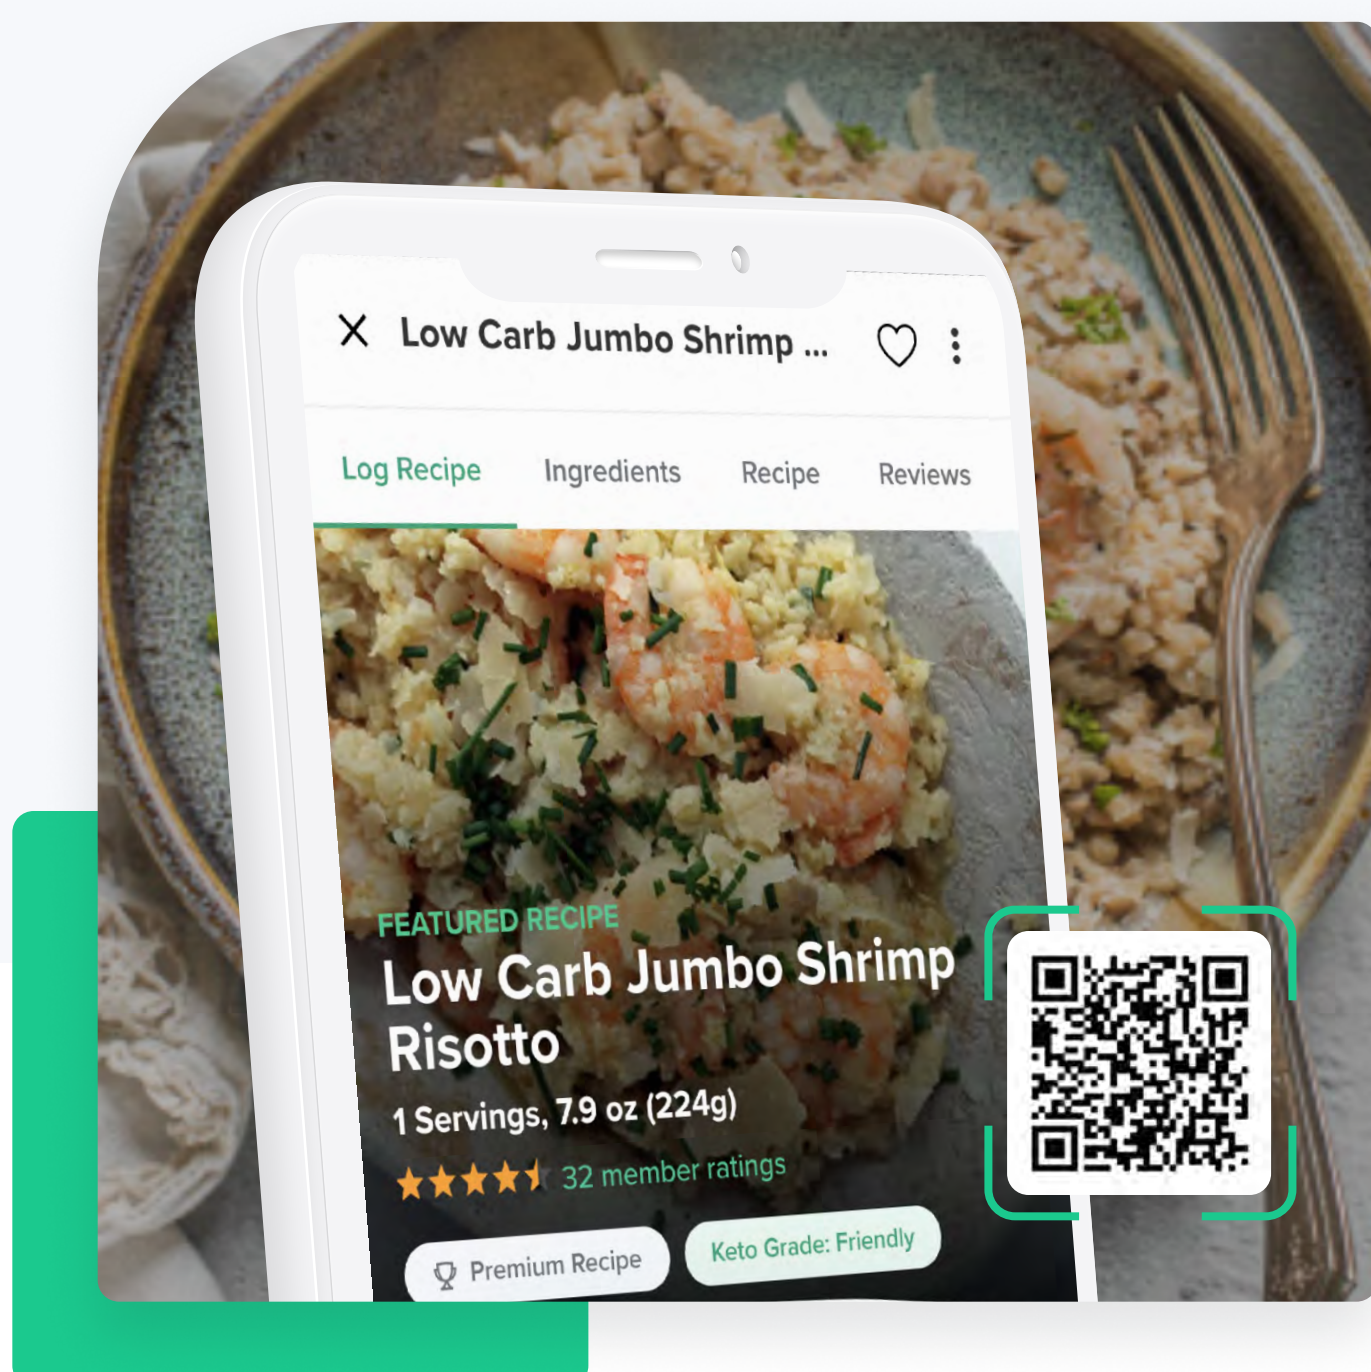 Low Carb Jumbo Shrimp ...
Log Recipe Ingredients Recipe Reviews
FEATURED RECIPE
Low Carb Jumbo Shrimp
Risotto
1 Servings, 7.9 oz (224g)
32 member ratings
Premium Recipe Keto Grade: Friendly